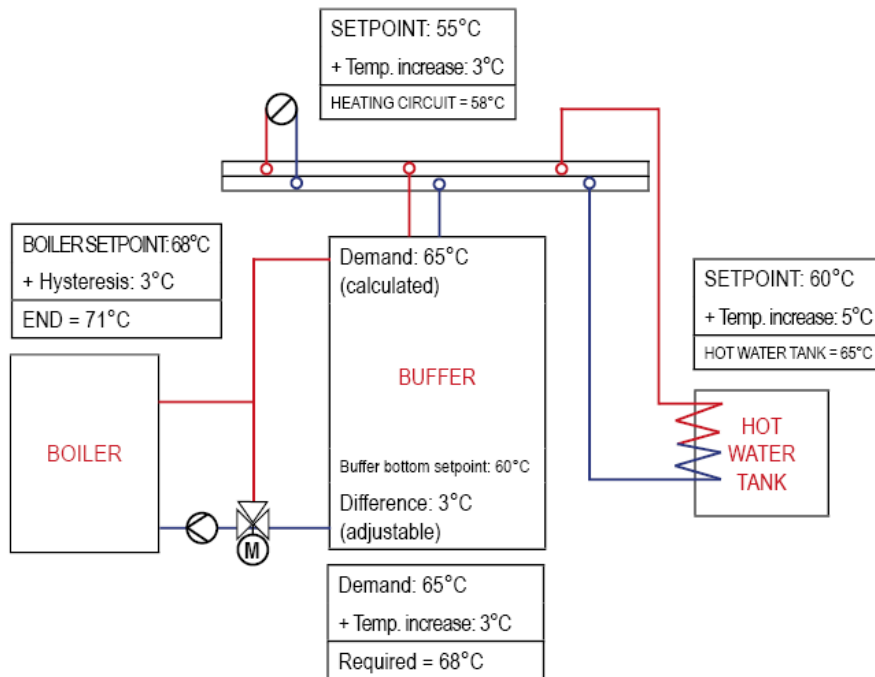 SETPOINT: 55°C
+ Temp. increase: 3°C
HEATING CIRCUIT = 58°C
BOILER SETPOINT: 68°C
+ Hysteresis: 3°C
END = 71°C
Demand: 65°C
(calculated)
SETPOINT: 60°C
+ Temp. increase: 5°C
HOT WATER TANK = 65°C
BUFFER
BOILER
HOT
WATER
TANK
Buffer bottom setpoint: 60°C
Difference: 3°C
(adjustable)
M
Demand: 65°C
+ Temp. increase: 3°C
Required = 68°C